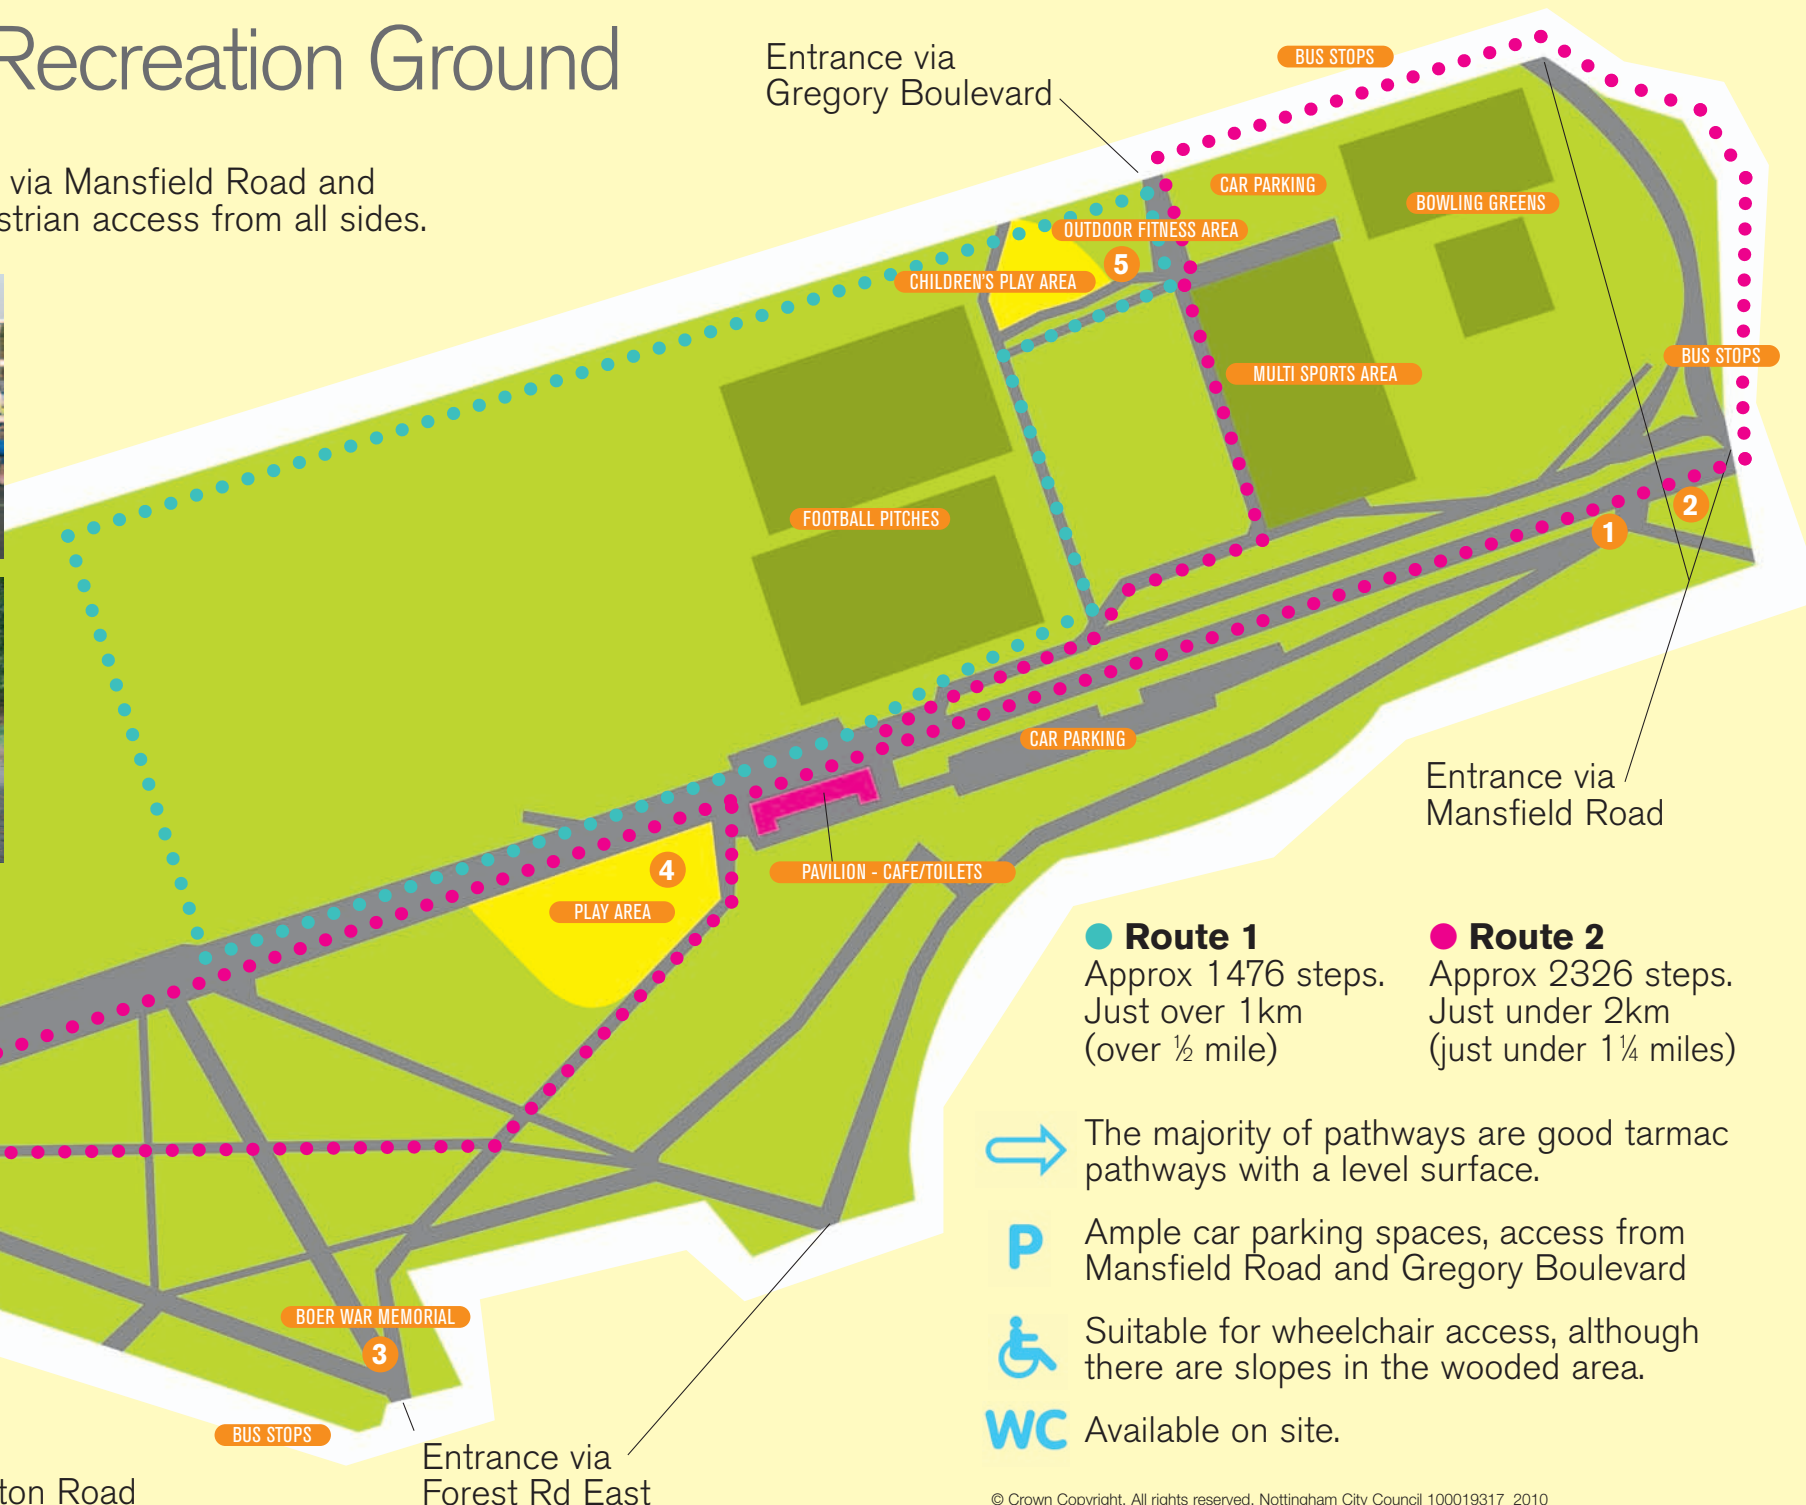 Recreation Ground
via Mansfield Road and
strian access from all sides.
Entrance via
Gregory Boulevard
BUS STOPS
CAR PARKING
BOWLING GREENS
OUTDOOR FITNESS AREA
5
CHILDREN'S PLAY AREA
BUS STOPS
MULTI SPORTS AREA
FOOTBALL PITCHES
2
1
CAR PARKING
Entrance via
Mansfield Road
4
PAVILION - CAFE/TOILETS
PLAY AREA
Route 1
Approx 1476 steps.
Just over 1km
(over ½ mile)
Route 2
Approx 2326 steps.
Just under 2km
(just under 1¼ miles)
The majority of pathways are good tarmac
pathways with a level surface.
P
Ample car parking spaces, access from
Mansfield Road and Gregory Boulevard
Suitable for wheelchair access, although
there are slopes in the wooded area.
WC
Available on site.
BOER WAR MEMORIAL
3
BUS STOPS
Entrance via
Forest Rd East
ton Road
© Crown Copyright. All rights reserved. Nottingham City Council 100019317 2010